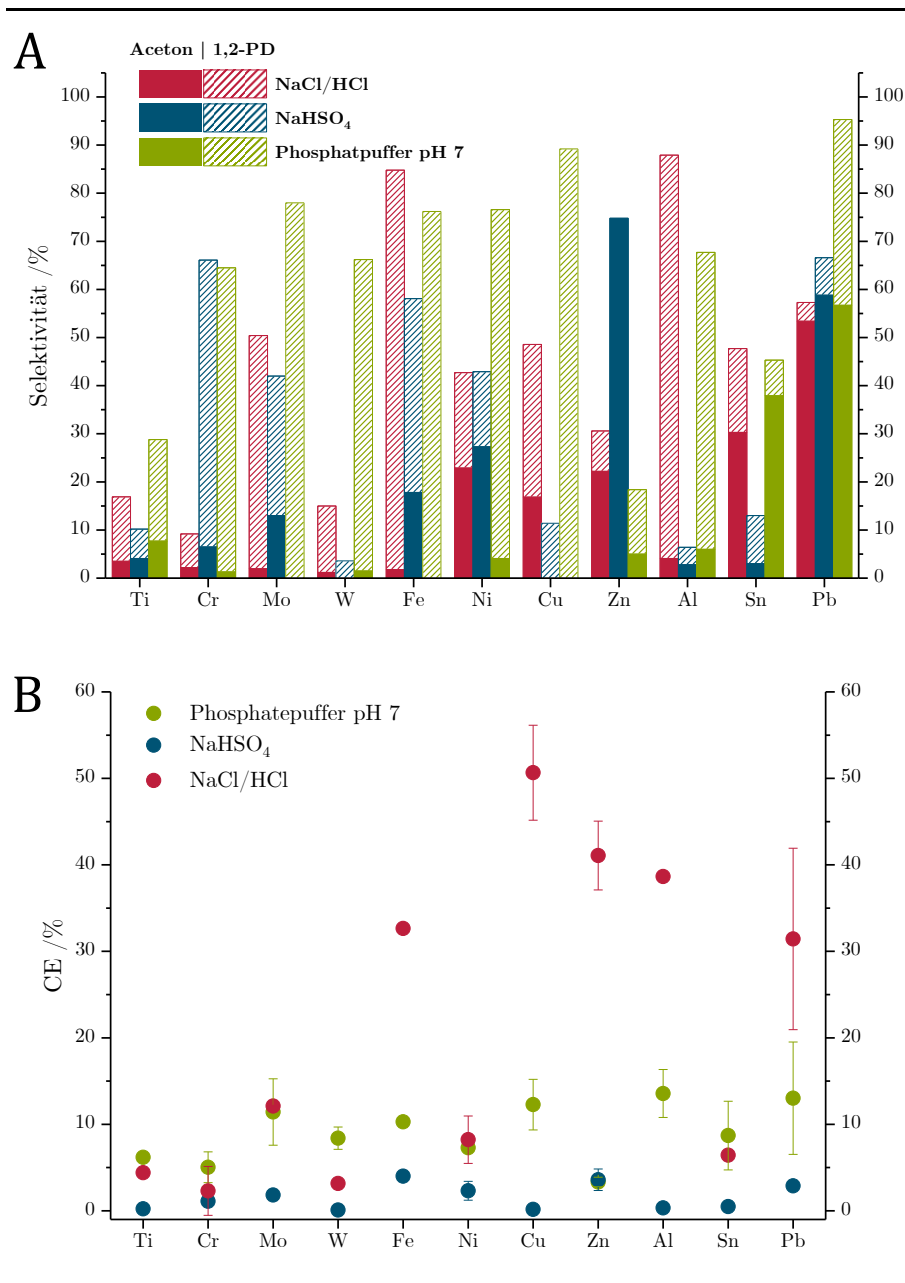 A
Aceton | 1,2-PD
NaCl/HCl
NaHSO₄
Phosphatpuffer pH 7
Selektivität /%
100 100
90 90
80 80
70 70
60 60
50 50
40 40
30 30
20 20
10 10
0 0
Ti Cr Mo W Fe Ni Cu Zn Al Sn Pb
B
Phosphatepuffer pH 7
NaHSO₄
NaCl/HCl
CE /%
60 60
50 50
40 40
30 30
20 20
10 10
0 0
Ti Cr Mo W Fe Ni Cu Zn Al Sn Pb